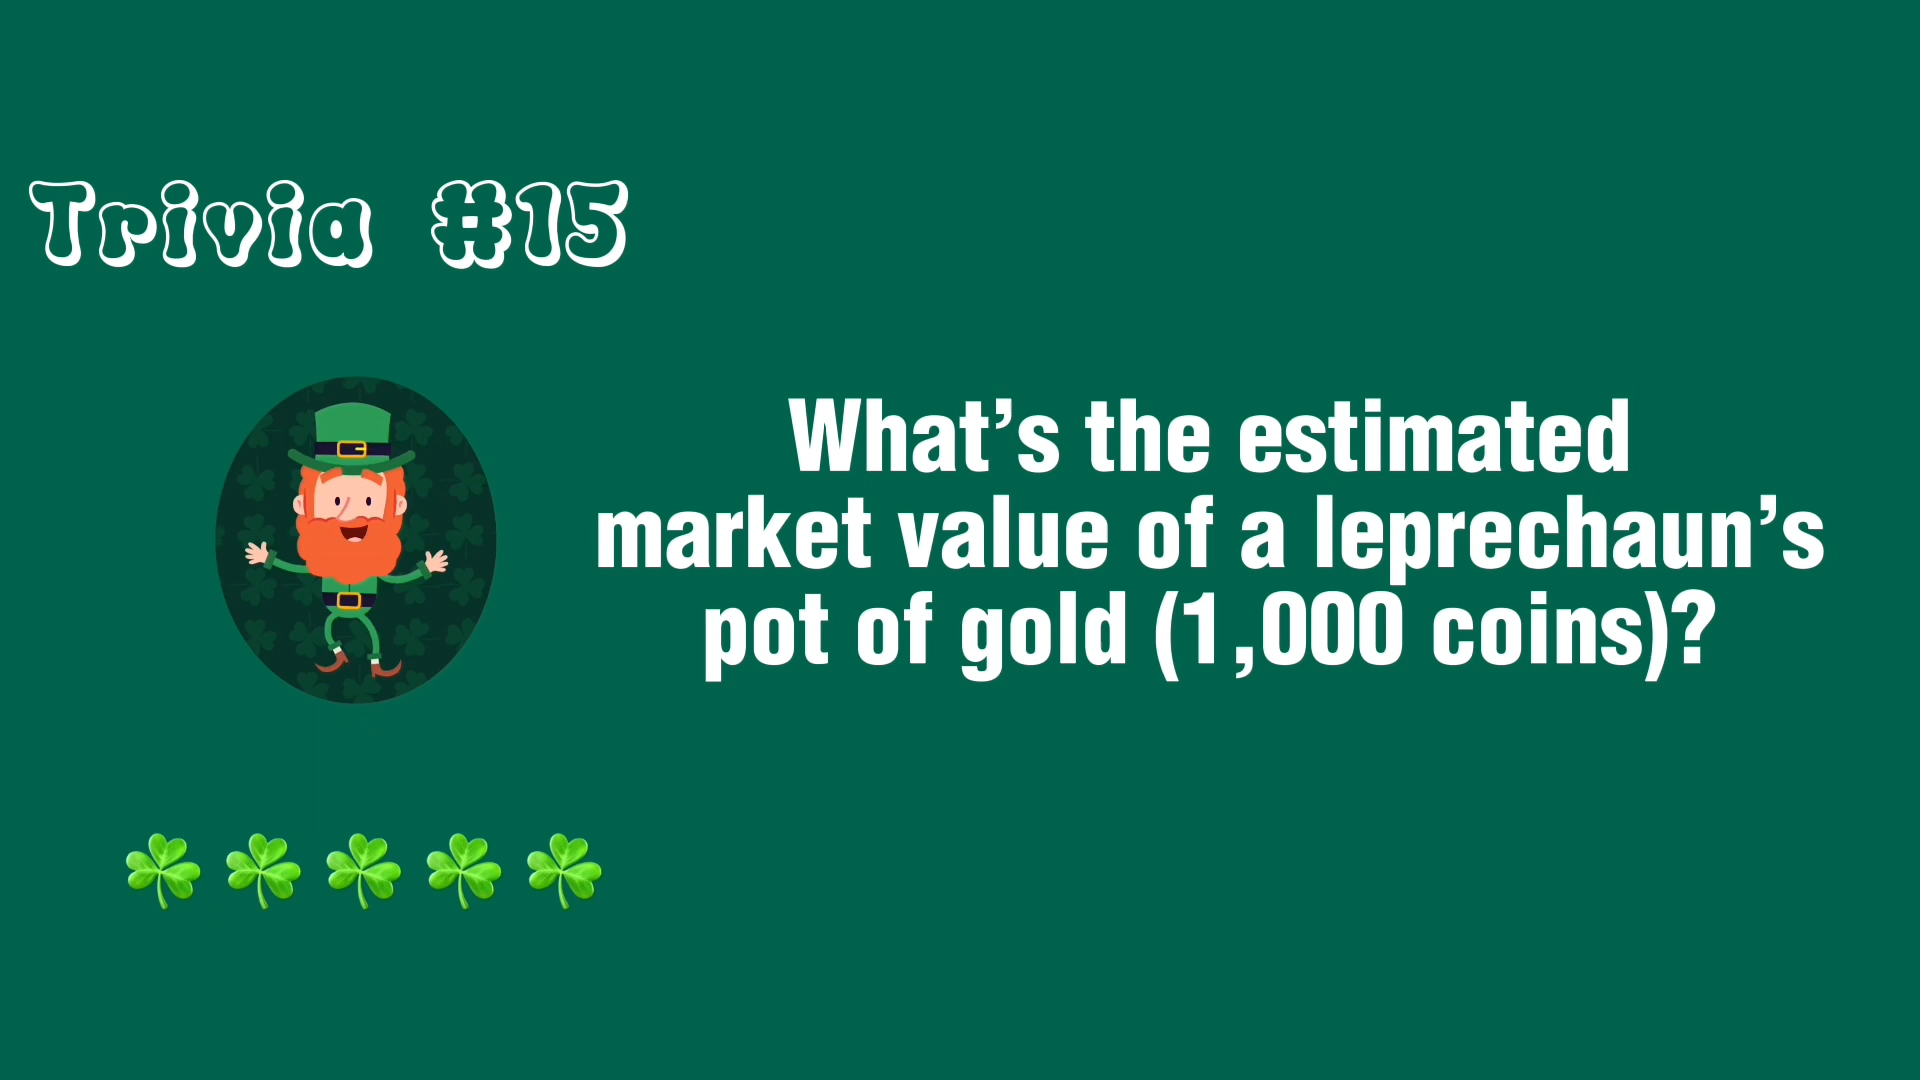 Trivia #15
What’s the estimated
market value of a leprechaun’s
pot of gold (1,000 coins)?